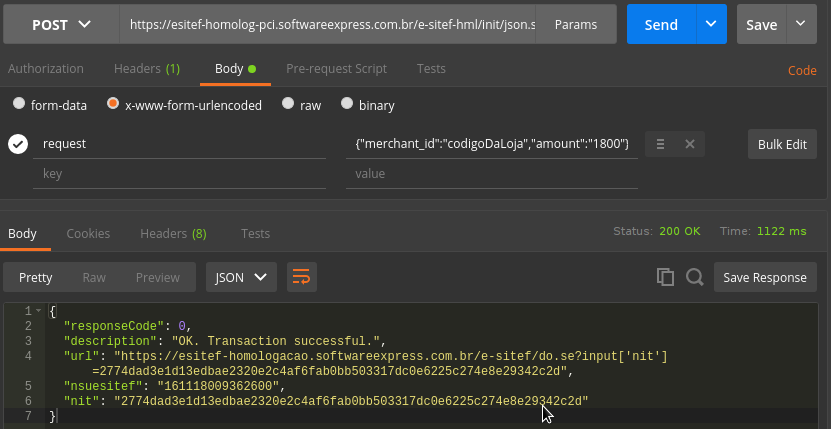 POST https://esitef-homolog-pci.softwareexpress.com.br/e-sitef-hml/init/json.s Params Send Save
Authorization Headers (1) Body Pre-request Script Tests Code
form-data x-www-form-urlencoded raw binary
request {"merchant_id":"codigoDaLoja","amount":"1800"} Bulk Edit
key value
Body Cookies Headers (8) Tests Status: 200 OK Time: 1122 ms
Pretty Raw Preview JSON Save Response
1 {
2 "responseCode": 0,
3 "description": "OK. Transaction successful.",
4 "url": "https://esitef-homologacao.softwareexpress.com.br/e-sitef/do.se?input['nit']
=2774dad3e1d13edbae2320e2c4af6fab0bb503317dc0e6225c274e8e29342c2d",
5 "nsuesitef": "161118009362600",
6 "nit": "2774dad3e1d13edbae2320e2c4af6fab0bb503317dc0e6225c274e8e29342c2d"
7 }